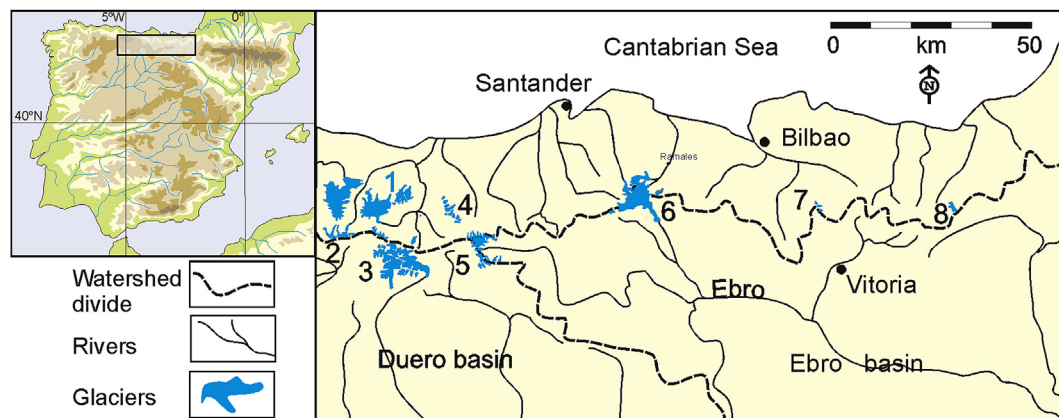 5ºW
0º
40ºN
Watershed
divide
Rivers
Glaciers
Cantabrian Sea
0
km
50
N
Santander
Bilbao
Ramales
1
2
3
4
5
6
7
8
Ebro
Vitoria
Duero basin
Ebro basin